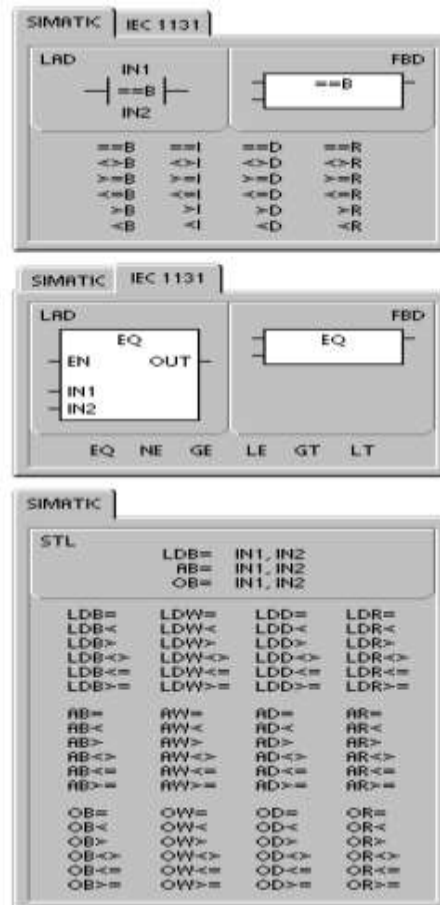 SIMATIC IEC 1131
LAD FBD
IN1
==B ==B
IN2
==B ==I ==D ==R
<>B <>I <>D <>R
>=B >=I >=D >=R
<=B <=I <=D <=R
>B >I >D >R
<B <I <D <R
SIMATIC IEC 1131
LAD FBD
EQ EQ
EN OUT
IN1
IN2
EQ NE GE LE GT LT
SIMATIC
STL
LDB= IN1, IN2
AB= IN1, IN2
OB= IN1, IN2
LDB= LDW= LDD= LDR=
LDB< LDW< LDD< LDR<
LDB> LDW> LDD> LDR>
LDB<> LDW<> LDD<> LDR<>
LDB<= LDW<= LDD<= LDR<=
LDB>= LDW>= LDD>= LDR>=
AB= AW= AD= AR=
AB< AW< AD< AR<
AB> AW> AD> AR>
AB<> AW<> AD<> AR<>
AB<= AW<= AD<= AR<=
AB>= AW>= AD>= AR>=
OB= OW= OD= OR=
OB< OW< OD< OR<
OB> OW> OD> OR>
OB<> OW<> OD<> OR<>
OB<= OW<= OD<= OR<=
OB>= OW>= OD>= OR>=